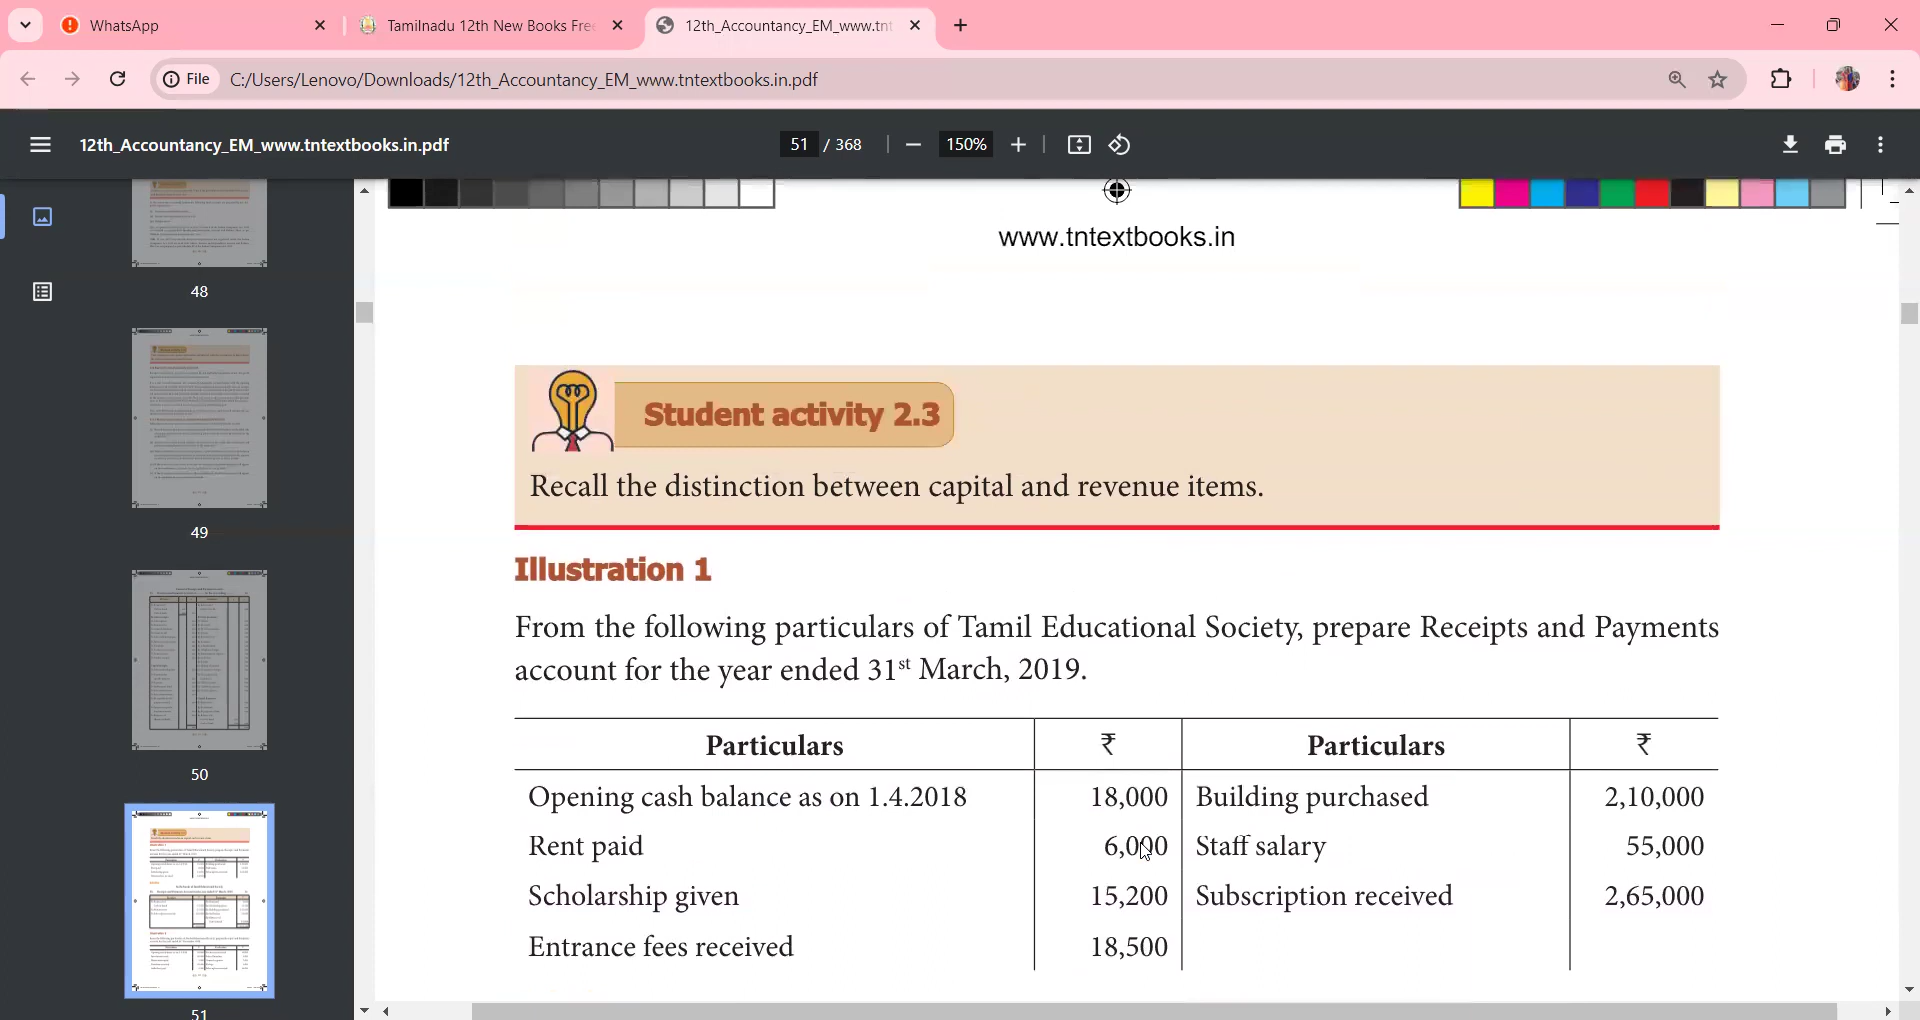 WhatsApp
Tamilnadu 12th New Books Fre
12th_Accountancy_EM_www.tnt
File
C:/Users/Lenovo/Downloads/12th_Accountancy_EM_www.tntextbooks.in.pdf
12th_Accountancy_EM_www.tntextbooks.in.pdf
51 / 368
150%
48
49
50
51
www.tntextbooks.in
Student activity 2.3
Recall the distinction between capital and revenue items.
Illustration 1
From the following particulars of Tamil Educational Society, prepare Receipts and Payments
account for the year ended 31st March, 2019.
Particulars ₹ Particulars ₹
Opening cash balance as on 1.4.2018 18,000 Building purchased 2,10,000
Rent paid 6,000 Staff salary 55,000
Scholarship given 15,200 Subscription received 2,65,000
Entrance fees received 18,500